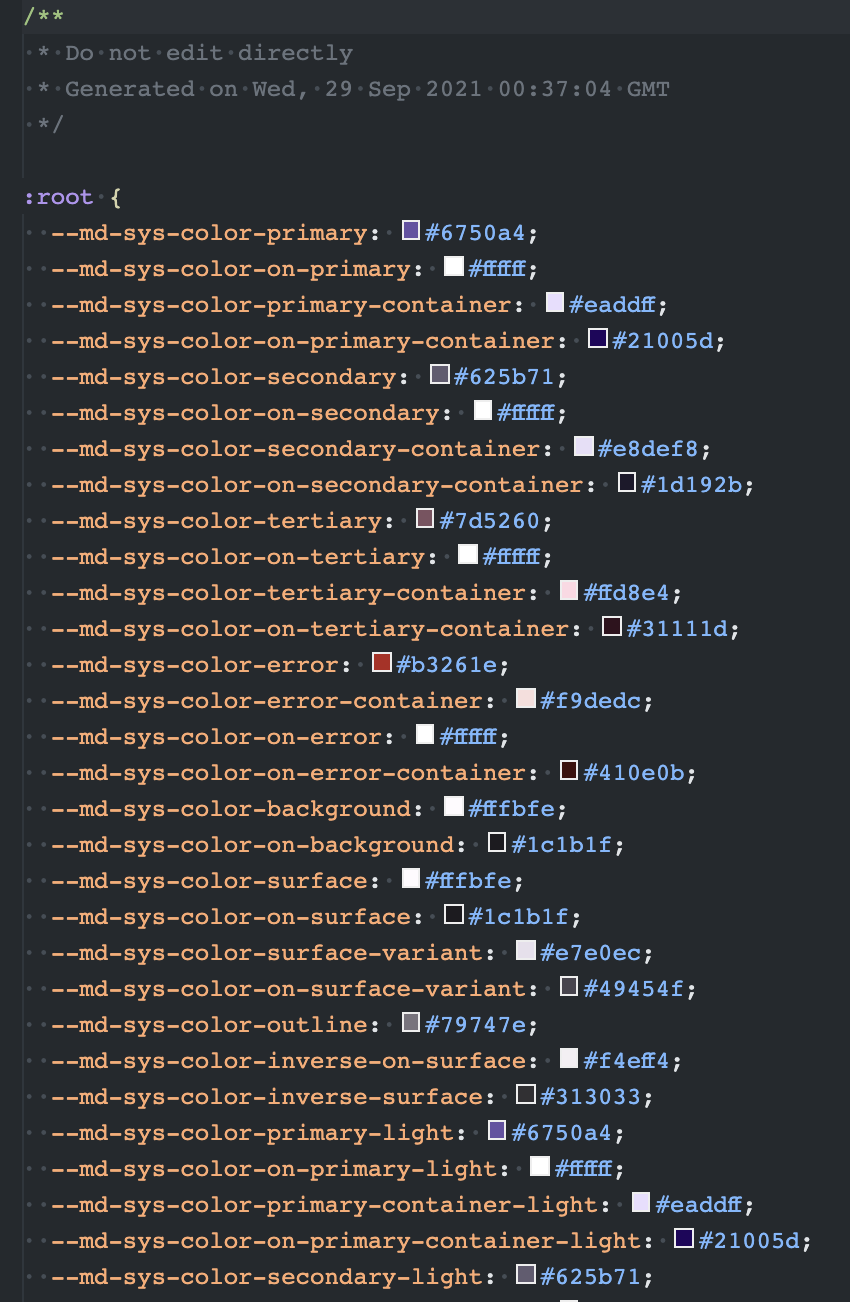 /**
* Do not edit directly
* Generated on Wed, 29 Sep 2021 00:37:04 GMT
*/
:root {
--md-sys-color-primary: #6750a4;
--md-sys-color-on-primary: #ffffff;
--md-sys-color-primary-container: #eaddff;
--md-sys-color-on-primary-container: #21005d;
--md-sys-color-secondary: #625b71;
--md-sys-color-on-secondary: #ffffff;
--md-sys-color-secondary-container: #e8def8;
--md-sys-color-on-secondary-container: #1d192b;
--md-sys-color-tertiary: #7d5260;
--md-sys-color-on-tertiary: #ffffff;
--md-sys-color-tertiary-container: #ffd8e4;
--md-sys-color-on-tertiary-container: #31111d;
--md-sys-color-error: #b3261e;
--md-sys-color-error-container: #f9dedc;
--md-sys-color-on-error: #ffffff;
--md-sys-color-on-error-container: #410e0b;
--md-sys-color-background: #fffbfe;
--md-sys-color-on-background: #1c1b1f;
--md-sys-color-surface: #fffbfe;
--md-sys-color-on-surface: #1c1b1f;
--md-sys-color-surface-variant: #e7e0ec;
--md-sys-color-on-surface-variant: #49454f;
--md-sys-color-outline: #79747e;
--md-sys-color-inverse-on-surface: #f4eff4;
--md-sys-color-inverse-surface: #313033;
--md-sys-color-primary-light: #6750a4;
--md-sys-color-on-primary-light: #ffffff;
--md-sys-color-primary-container-light: #eaddff;
--md-sys-color-on-primary-container-light: #21005d;
--md-sys-color-secondary-light: #625b71;